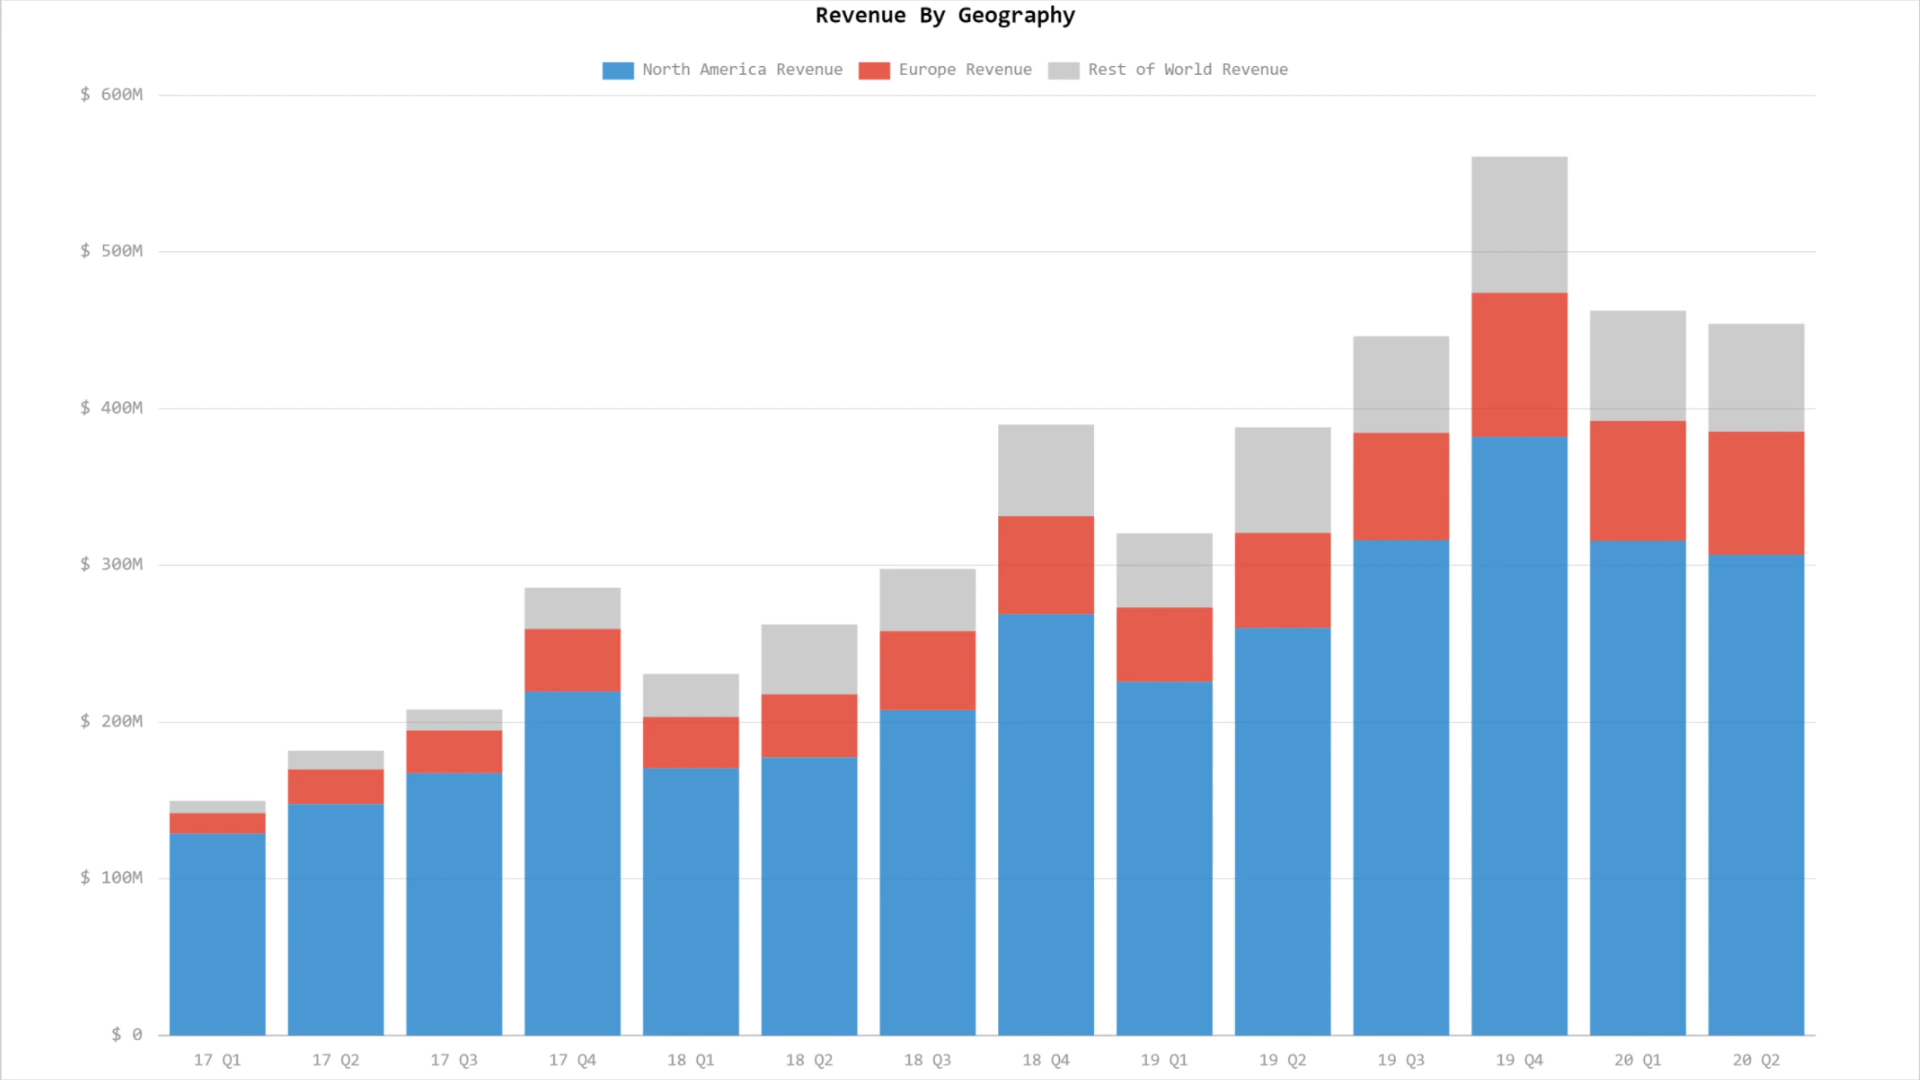 Revenue By Geography
North America Revenue Europe Revenue Rest of World Revenue
$ 600M
$ 500M
$ 400M
$ 300M
$ 200M
$ 100M
$ 0
17 Q1 17 Q2 17 Q3 17 Q4 18 Q1 18 Q2 18 Q3 18 Q4 19 Q1 19 Q2 19 Q3 19 Q4 20 Q1 20 Q2